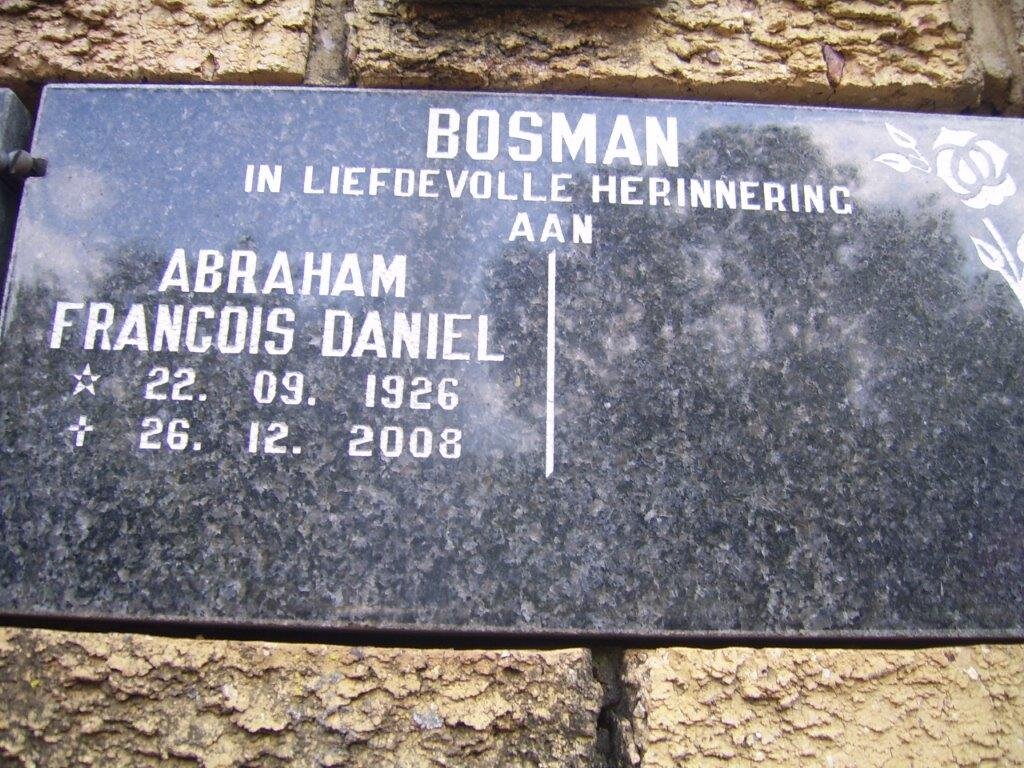 BOSMAN
IN LIEFDEVOLLE HERINNERING
AAN
ABRAHAM
FRANCOIS DANIEL
☆ 22. 09. 1926
✝ 26. 12. 2008